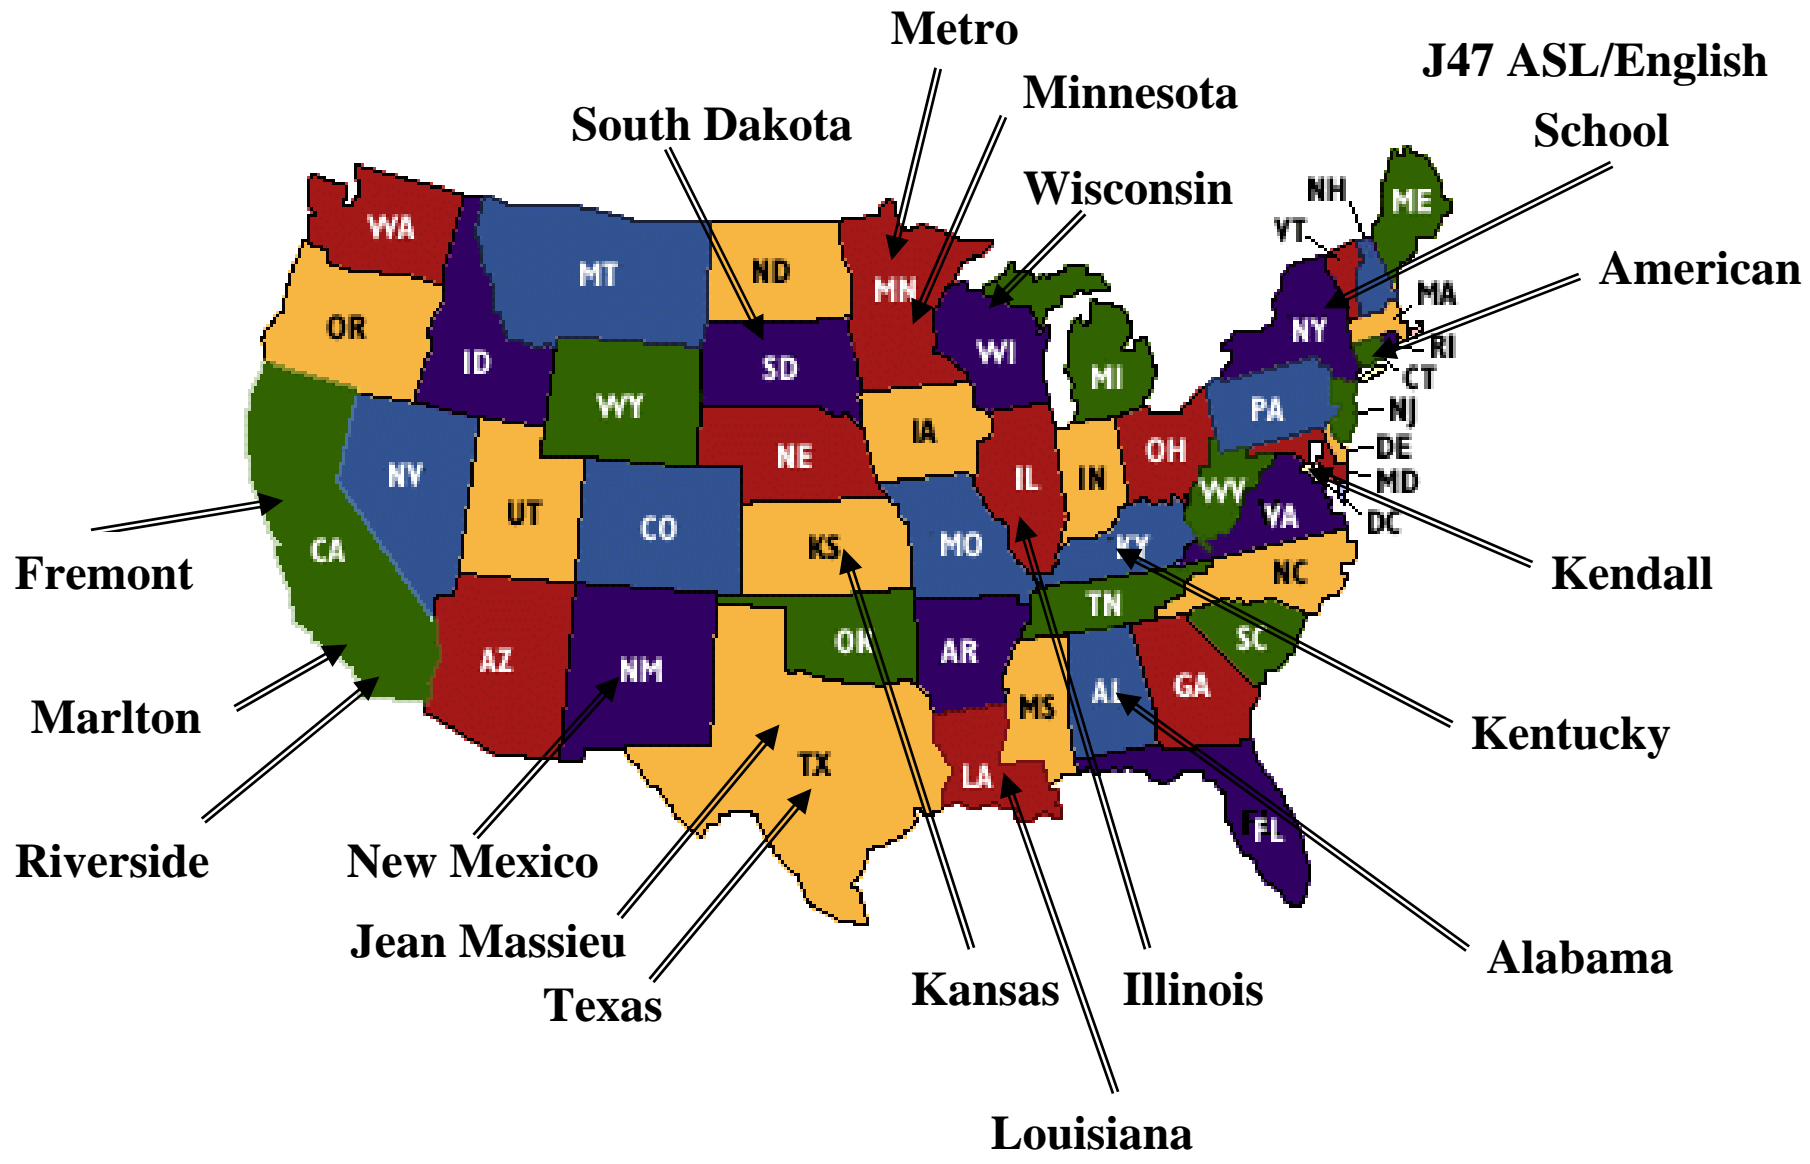 Metro
J47 ASL/English
School
Minnesota
South Dakota
Wisconsin
American
Fremont
Kendall
Marlton
Kentucky
Riverside
New Mexico
Jean Massieu
Texas
Kansas
Illinois
Alabama
Louisiana
WA
MT
ND
MN
NH
ME
VT
OR
ID
SD
WI
MI
NY
MA
RI
CT
WY
NJ
PA
NV
UT
CO
NE
IA
IL
IN
OH
DE
MD
DC
WV
VA
CA
KS
MO
KY
NC
TN
AZ
NM
OK
AR
SC
TX
LA
MS
AL
GA
FL